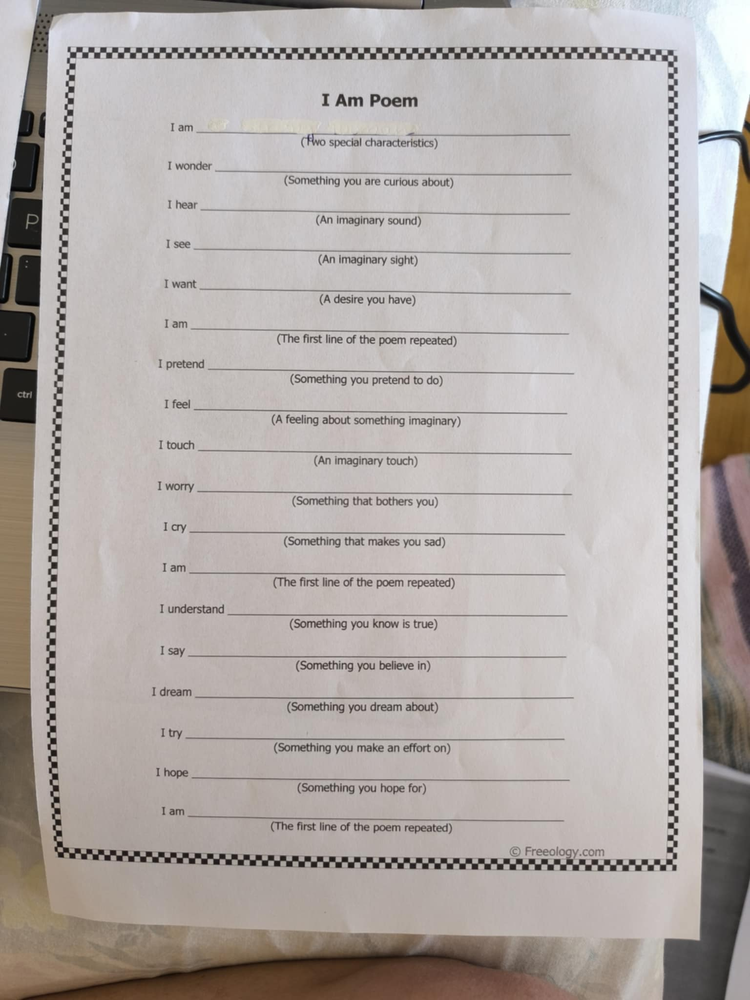 I Am Poem
I am
(Two special characteristics)
I wonder
(Something you are curious about)
I hear
(An imaginary sound)
I see
(An imaginary sight)
I want
(A desire you have)
I am
(The first line of the poem repeated)
I pretend
(Something you pretend to do)
I feel
(A feeling about something imaginary)
I touch
(An imaginary touch)
I worry
(Something that bothers you)
I cry
(Something that makes you sad)
I am
(The first line of the poem repeated)
I understand
(Something you know is true)
I say
(Something you believe in)
I dream
(Something you dream about)
I try
(Something you make an effort on)
I hope
(Something you hope for)
I am
(The first line of the poem repeated)
© Freeology.com
P
ctrl